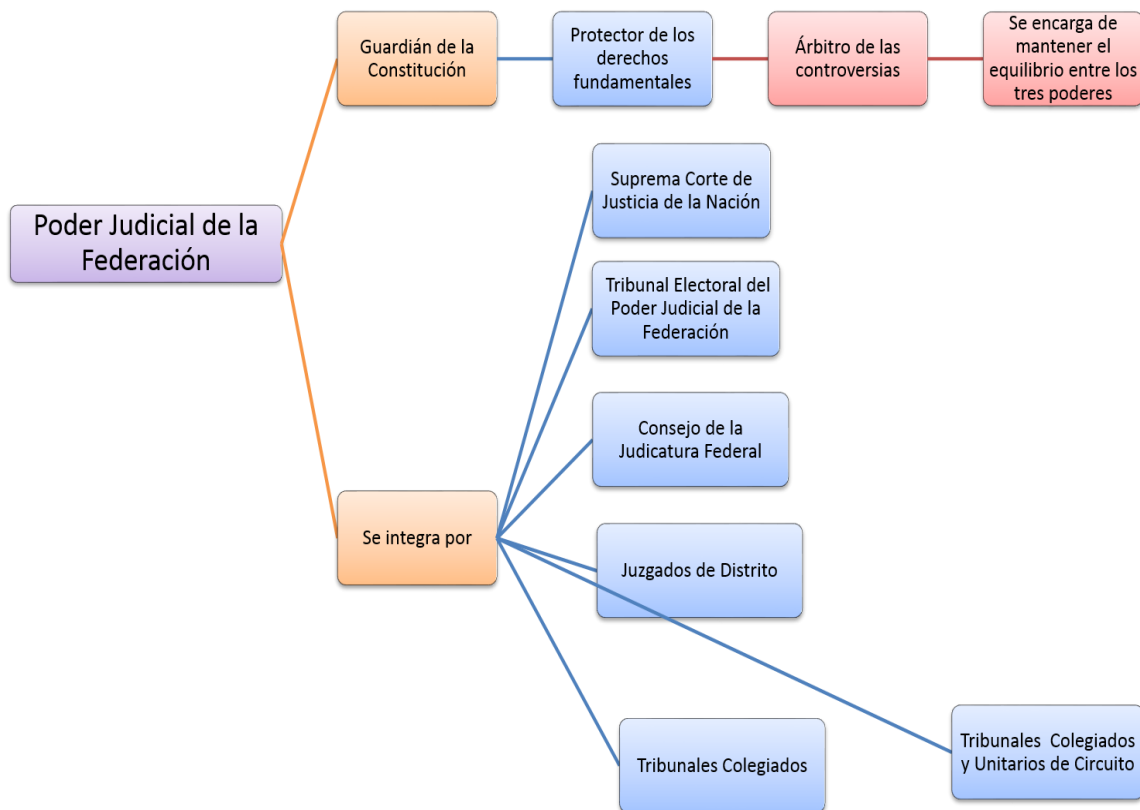 Poder Judicial de la
Federación
Guardián de la
Constitución
Protector de los
derechos
fundamentales
Árbitro de las
controversias
Se encarga de
mantener el
equilibrio entre los
tres poderes
Se integra por
Suprema Corte de
Justicia de la Nación
Tribunal Electoral del
Poder Judicial de la
Federación
Consejo de la
Judicatura Federal
Juzgados de Distrito
Tribunales Colegiados
Tribunales Colegiados
y Unitarios de Circuito